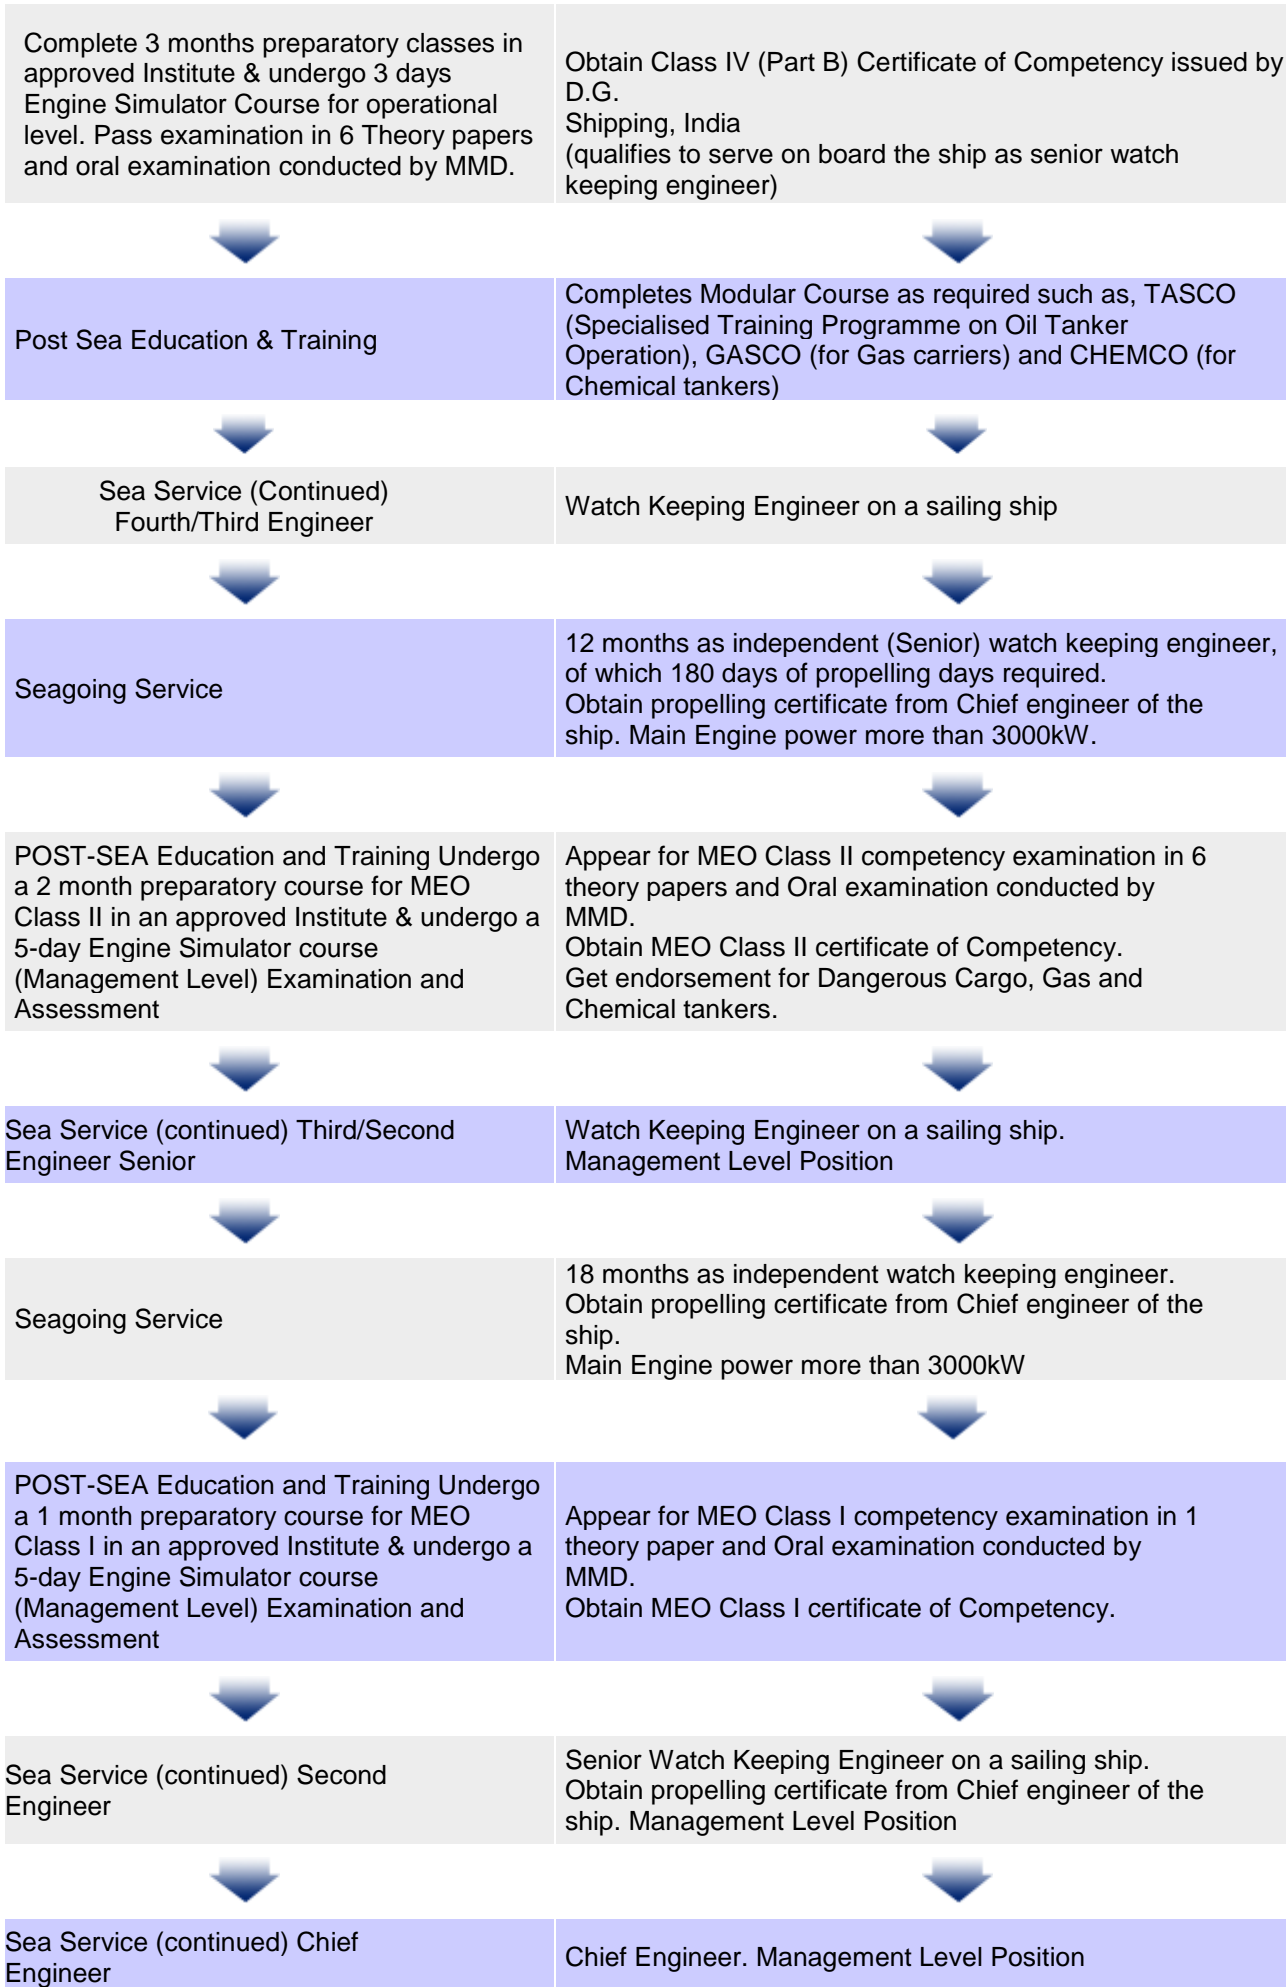 Complete 3 months preparatory classes in
approved Institute & undergo 3 days
Engine Simulator Course for operational
level. Pass examination in 6 Theory papers
and oral examination conducted by MMD.
Obtain Class IV (Part B) Certificate of Competency issued by
D.G.
Shipping, India
(qualifies to serve on board the ship as senior watch
keeping engineer)
Post Sea Education & Training
Completes Modular Course as required such as, TASCO
(Specialised Training Programme on Oil Tanker
Operation), GASCO (for Gas carriers) and CHEMCO (for
Chemical tankers)
Sea Service (Continued)
Fourth/Third Engineer
Watch Keeping Engineer on a sailing ship
Seagoing Service
12 months as independent (Senior) watch keeping engineer,
of which 180 days of propelling days required.
Obtain propelling certificate from Chief engineer of the
ship. Main Engine power more than 3000kW.
POST-SEA Education and Training Undergo
a 2 month preparatory course for MEO
Class II in an approved Institute & undergo a
5-day Engine Simulator course
(Management Level) Examination and
Assessment
Appear for MEO Class II competency examination in 6
theory papers and Oral examination conducted by
MMD.
Obtain MEO Class II certificate of Competency.
Get endorsement for Dangerous Cargo, Gas and
Chemical tankers.
Sea Service (continued) Third/Second
Engineer Senior
Watch Keeping Engineer on a sailing ship.
Management Level Position
Seagoing Service
18 months as independent watch keeping engineer.
Obtain propelling certificate from Chief engineer of the
ship.
Main Engine power more than 3000kW
POST-SEA Education and Training Undergo
a 1 month preparatory course for MEO
Class I in an approved Institute & undergo a
5-day Engine Simulator course
(Management Level) Examination and
Assessment
Appear for MEO Class I competency examination in 1
theory paper and Oral examination conducted by
MMD.
Obtain MEO Class I certificate of Competency.
Sea Service (continued) Second
Engineer
Senior Watch Keeping Engineer on a sailing ship.
Obtain propelling certificate from Chief engineer of the
ship. Management Level Position
Sea Service (continued) Chief
Engineer
Chief Engineer. Management Level Position